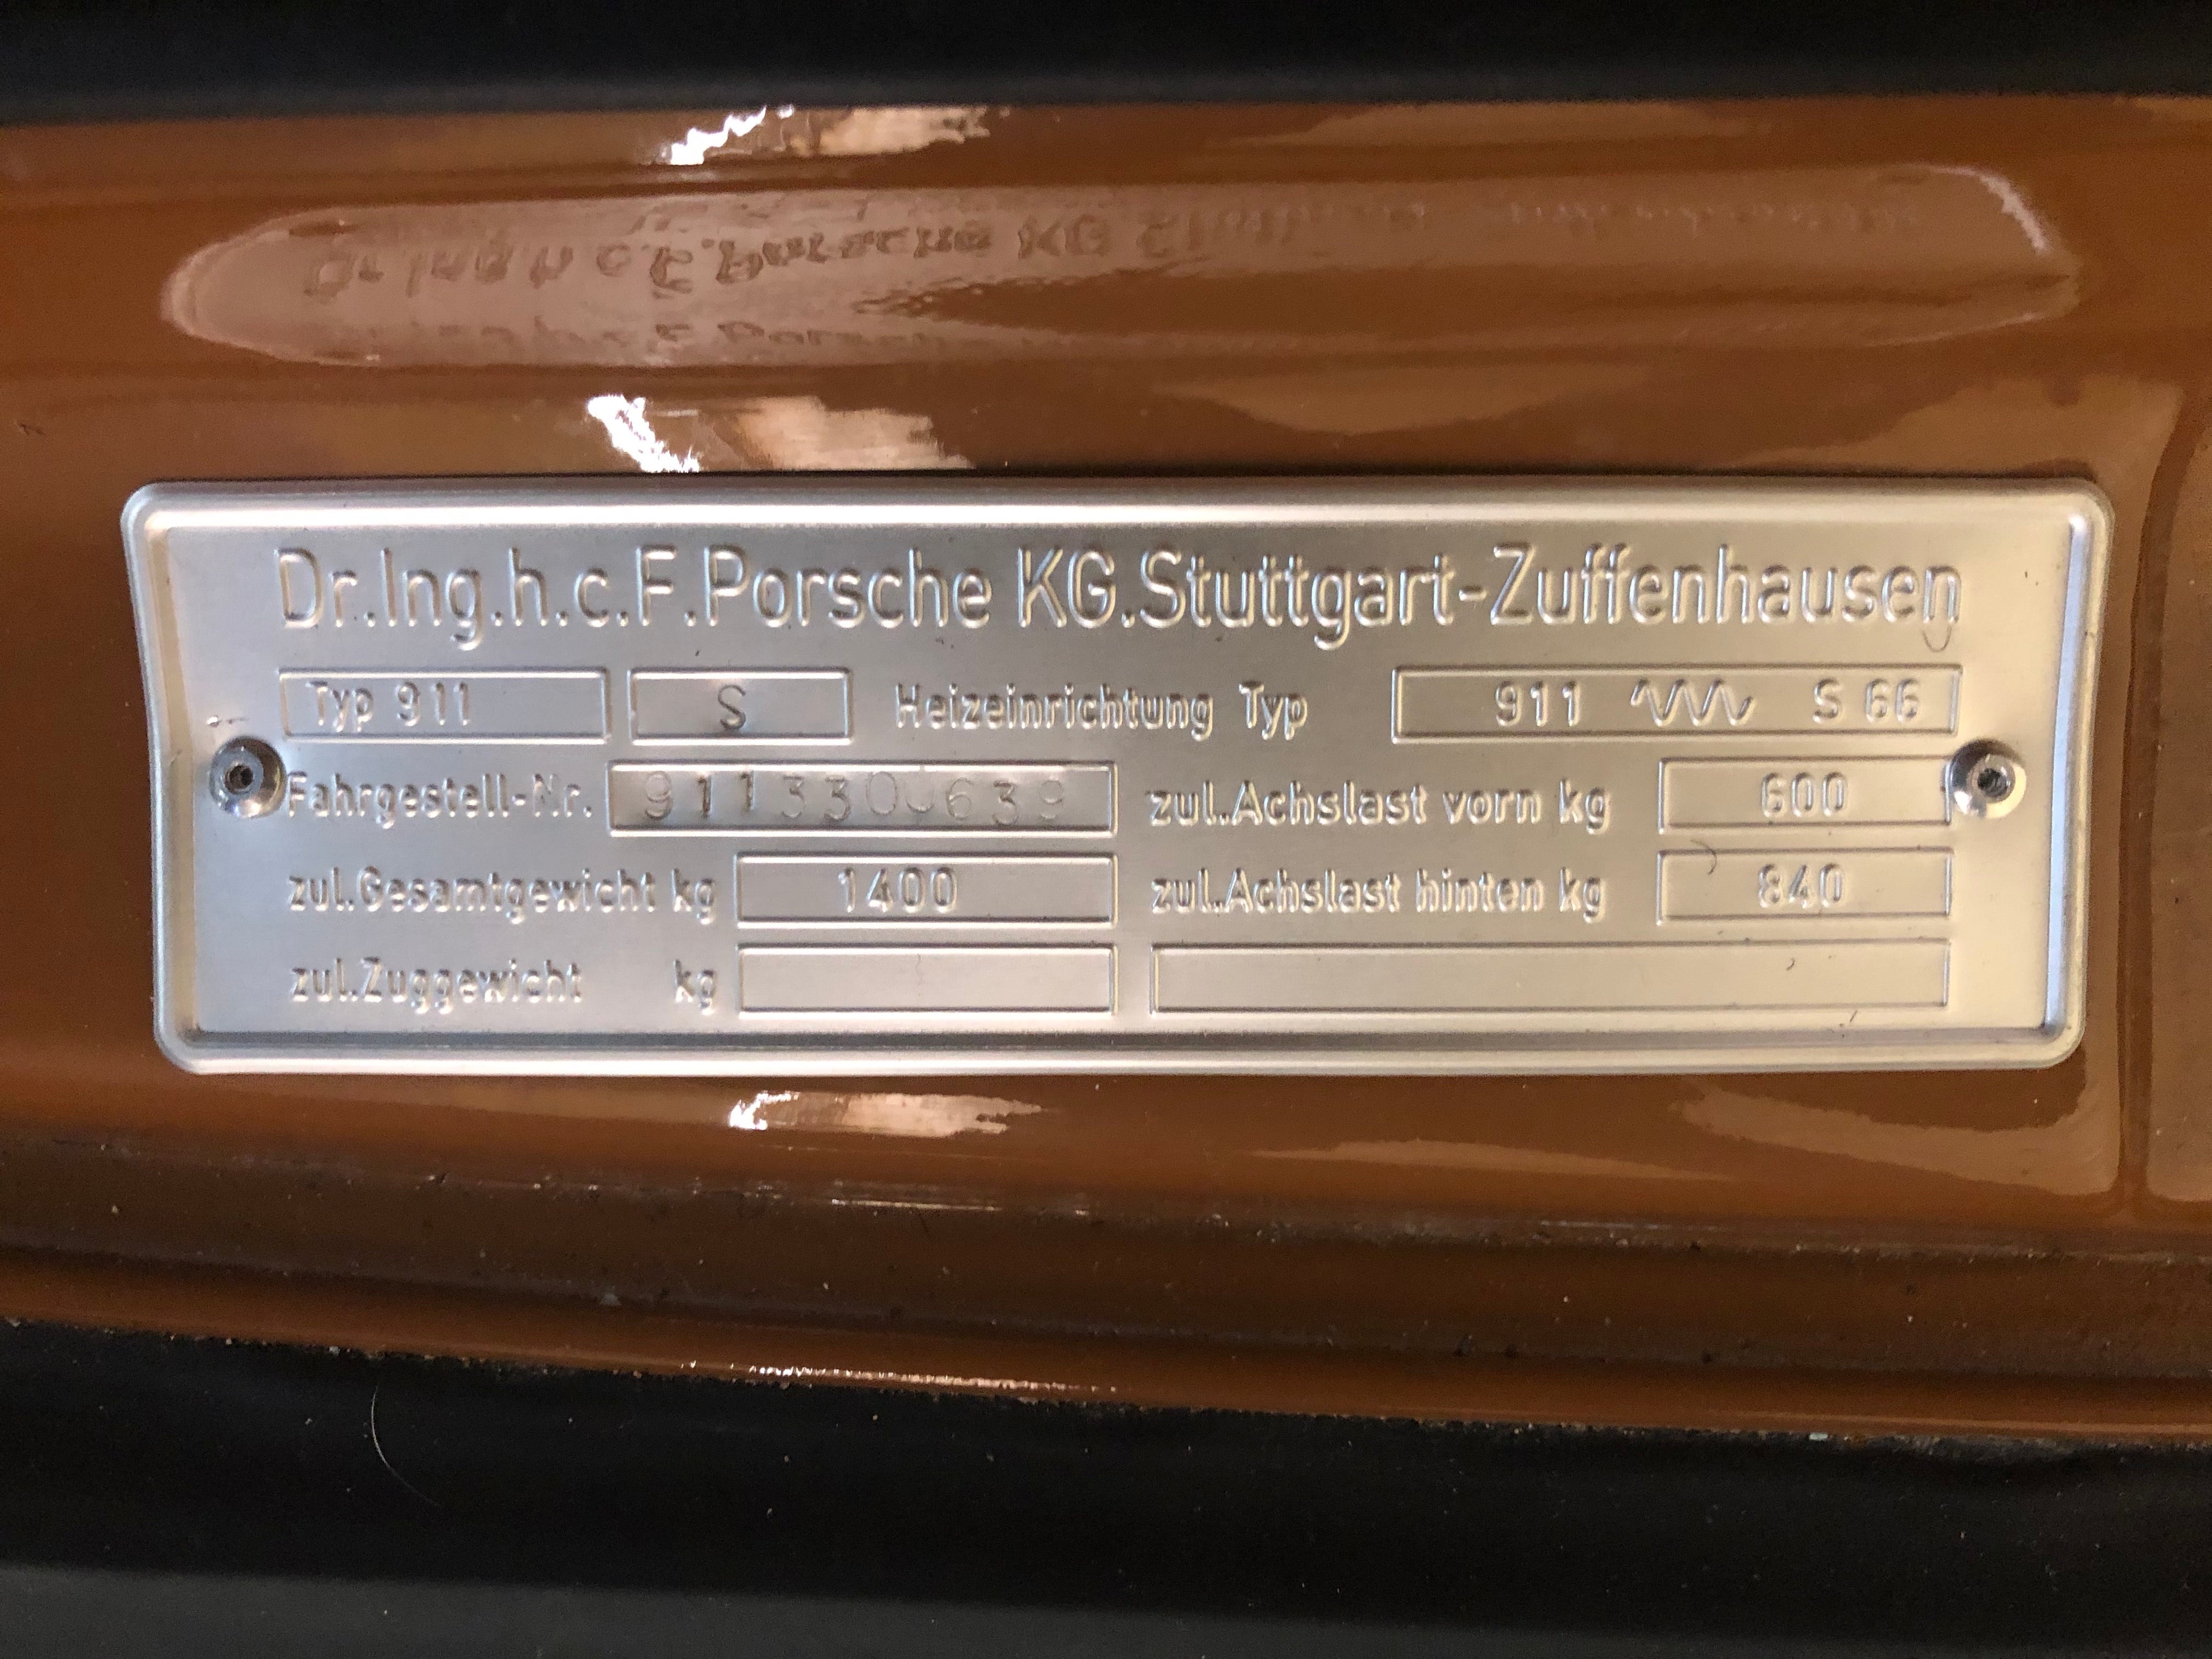 Dr.Ing.h.c.F.Porsche KG.Stuttgart-Zuffenhausen
Typ 911 S Heizeinrichtung Typ 911 S 66
Fahrgestell-Nr. 9113300639 zul.Achslast vorn kg 600
zul.Gesamtgewicht kg 1400 zul.Achslast hinten kg 840
zul.Zuggewicht kg